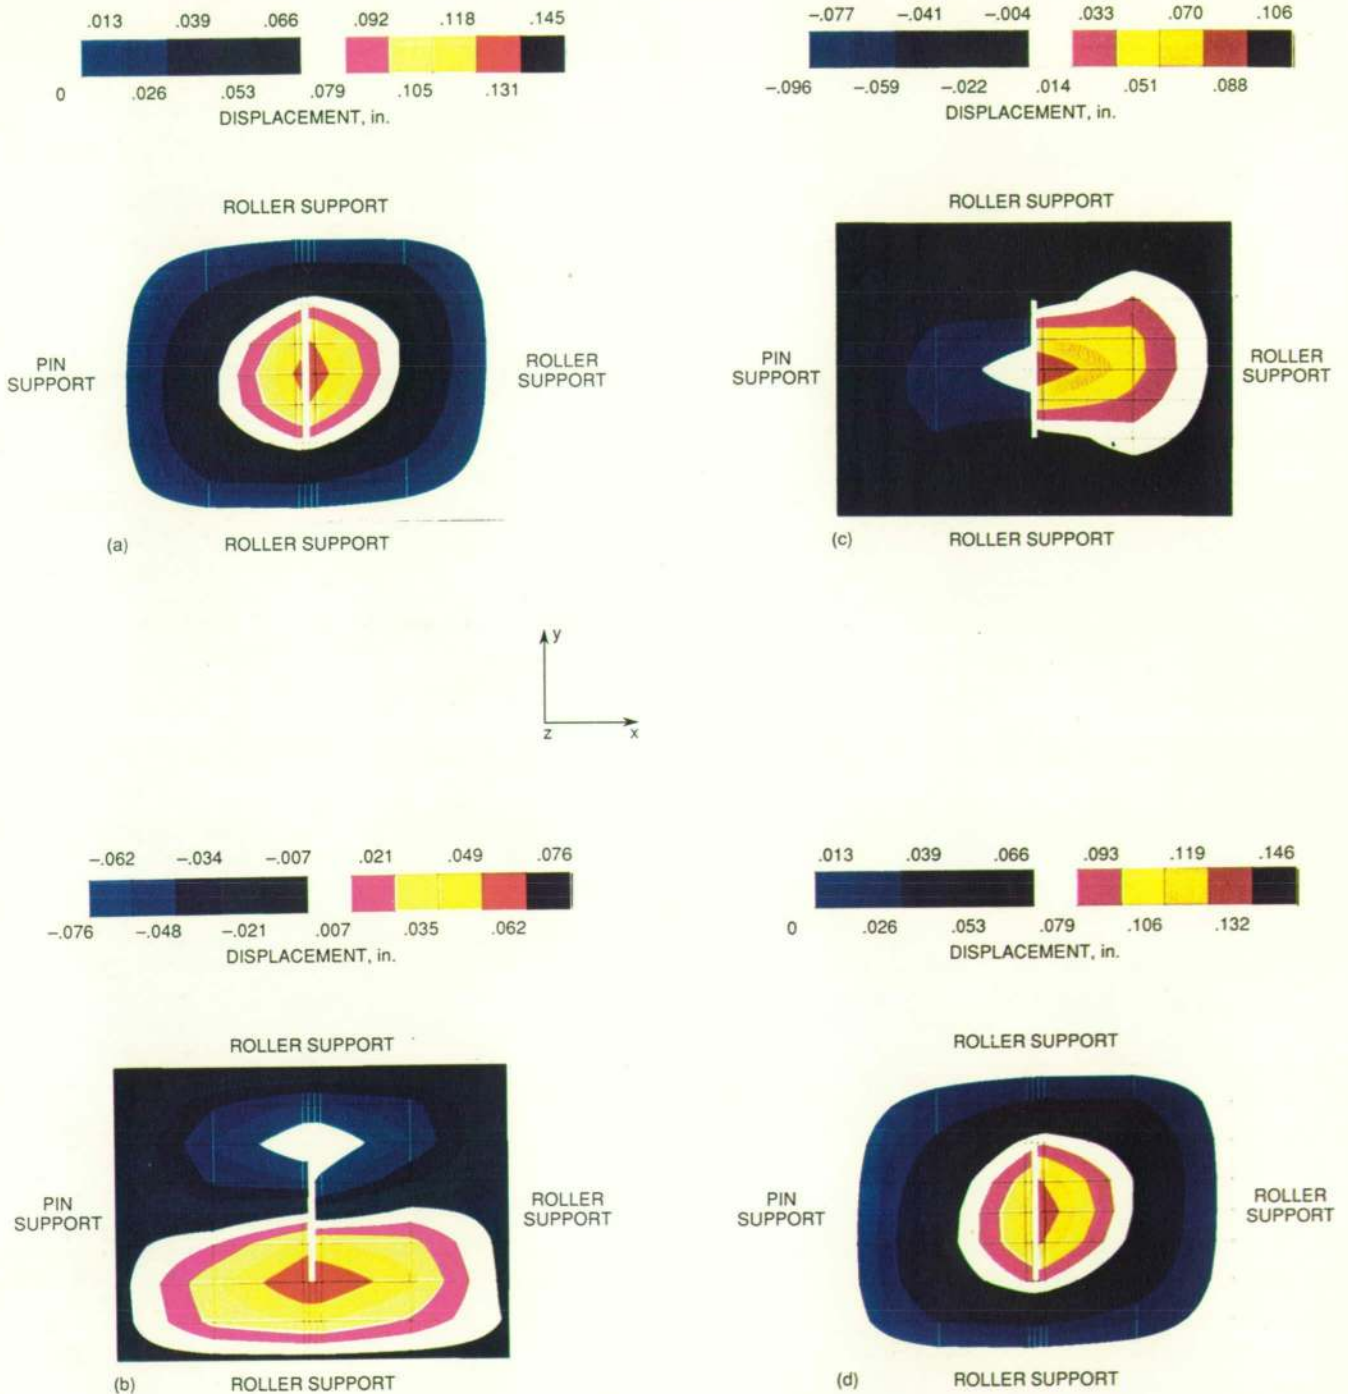 .013 .039 .066 .092 .118 .145
0 .026 .053 .079 .105 .131
DISPLACEMENT, in.
ROLLER SUPPORT
PIN
SUPPORT
ROLLER
SUPPORT
(a)
ROLLER SUPPORT
–.077 –.041 –.004 .033 .070 .106
–.096 –.059 –.022 .014 .051 .088
DISPLACEMENT, in.
ROLLER SUPPORT
PIN
SUPPORT
ROLLER
SUPPORT
(c)
ROLLER SUPPORT
y
z
x
–.062 –.034 –.007 .021 .049 .076
–.076 –.048 –.021 .007 .035 .062
DISPLACEMENT, in.
ROLLER SUPPORT
PIN
SUPPORT
ROLLER
SUPPORT
(b)
ROLLER SUPPORT
.013 .039 .066 .093 .119 .146
0 .026 .053 .079 .106 .132
DISPLACEMENT, in.
ROLLER SUPPORT
PIN
SUPPORT
ROLLER
SUPPORT
(d)
ROLLER SUPPORT